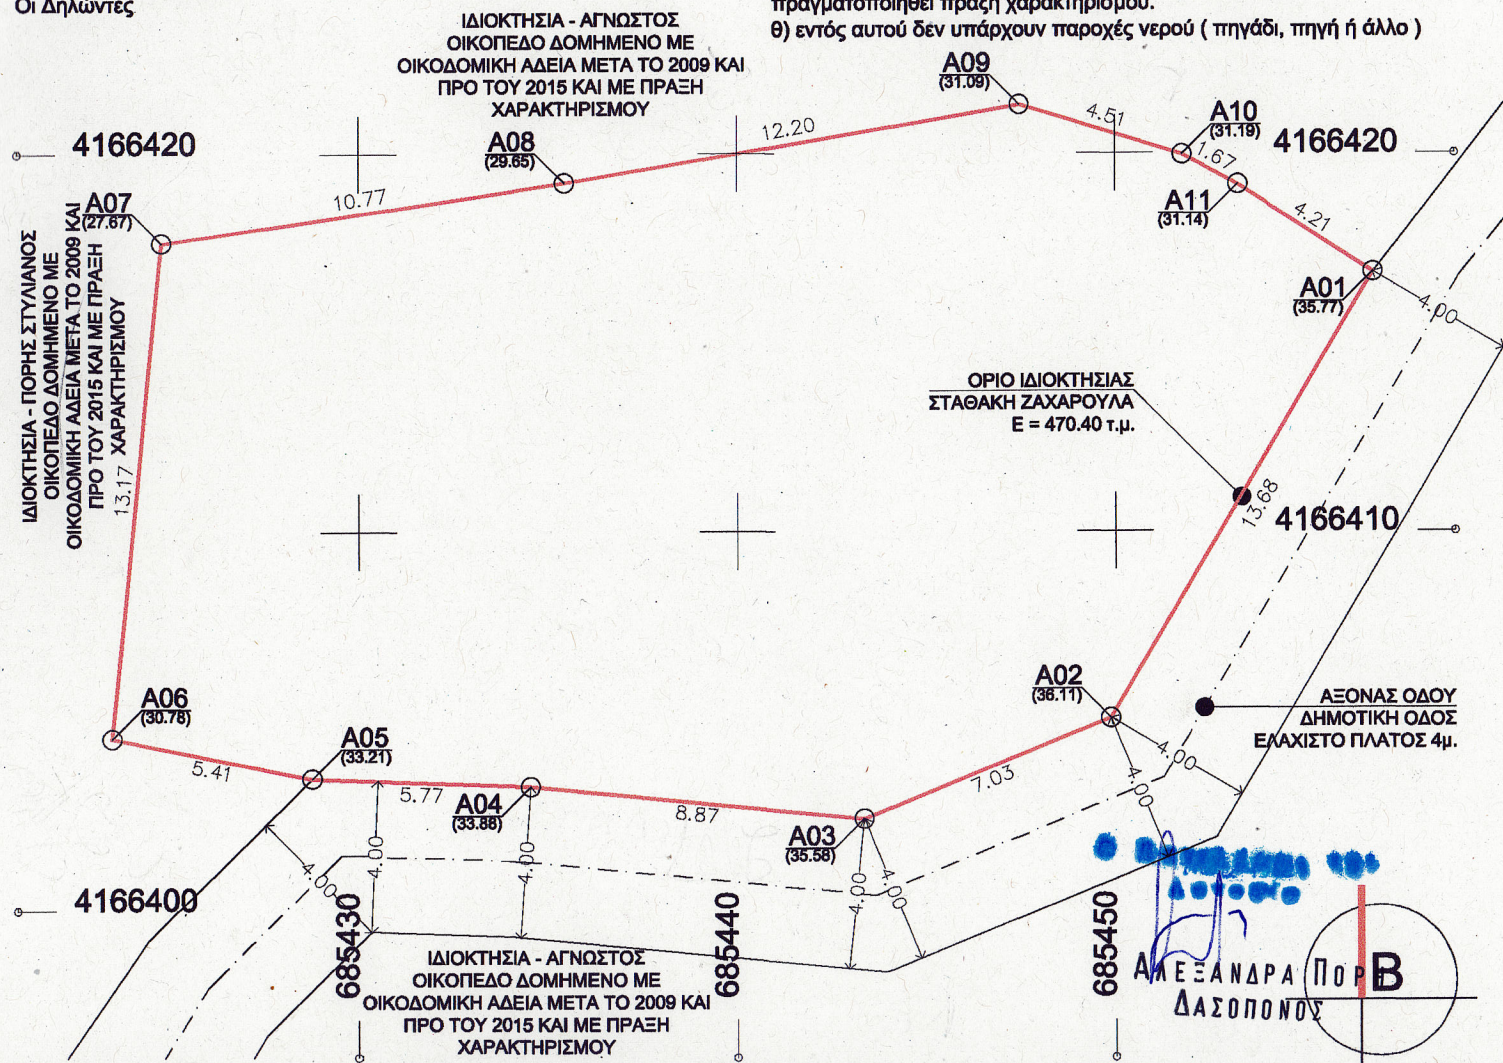 Οι Δηλώντες
πραγματοποιηθεί πράξη χαρακτηρισμού.
θ) εντός αυτού δεν υπάρχουν παροχές νερού ( πηγάδι, πηγή ή άλλο )
ΙΔΙΟΚΤΗΣΙΑ - ΑΓΝΩΣΤΟΣ
ΟΙΚΟΠΕΔΟ ΔΟΜΗΜΕΝΟ ΜΕ
ΟΙΚΟΔΟΜΙΚΗ ΑΔΕΙΑ ΜΕΤΑ ΤΟ 2009 ΚΑΙ
ΠΡΟ ΤΟΥ 2015 ΚΑΙ ΜΕ ΠΡΑΞΗ
ΧΑΡΑΚΤΗΡΙΣΜΟΥ
A09
(31.09)
4.51
A10
(31.19)
4166420
4166420
A08
(29.65)
12.20
1.67
A11
(31.14)
4.21
A07
(27.67)
10.77
A01
(35.77)
4.00
ΙΔΙΟΚΤΗΣΙΑ - ΠΟΡΗΣ ΣΤΥΛΙΑΝΟΣ
ΟΙΚΟΠΕΔΟ ΔΟΜΗΜΕΝΟ ΜΕ
ΟΙΚΟΔΟΜΙΚΗ ΑΔΕΙΑ ΜΕΤΑ ΤΟ 2009 ΚΑΙ
ΠΡΟ ΤΟΥ 2015 ΚΑΙ ΜΕ ΠΡΑΞΗ
ΧΑΡΑΚΤΗΡΙΣΜΟΥ
13.17
ΟΡΙΟ ΙΔΙΟΚΤΗΣΙΑΣ
ΣΤΑΘΑΚΗ ΖΑΧΑΡΟΥΛΑ
Ε = 470.40 τ.μ.
13.68
4166410
A02
(36.11)
ΑΞΟΝΑΣ ΟΔΟΥ
ΔΗΜΟΤΙΚΗ ΟΔΟΣ
ΕΛΑΧΙΣΤΟ ΠΛΑΤΟΣ 4μ.
A06
(30.78)
5.41
A05
(33.21)
5.77
A04
(33.88)
8.87
A03
(35.58)
7.03
4.00
4.00
4.00
4.00
4.00
4.00
4.00
4166400
685430
685440
685450
ΙΔΙΟΚΤΗΣΙΑ - ΑΓΝΩΣΤΟΣ
ΟΙΚΟΠΕΔΟ ΔΟΜΗΜΕΝΟ ΜΕ
ΟΙΚΟΔΟΜΙΚΗ ΑΔΕΙΑ ΜΕΤΑ ΤΟ 2009 ΚΑΙ
ΠΡΟ ΤΟΥ 2015 ΚΑΙ ΜΕ ΠΡΑΞΗ
ΧΑΡΑΚΤΗΡΙΣΜΟΥ
ΑΛΕΞΑΝΔΡΑ ΠΟΡΗ
ΔΑΣΟΠΟΝΟΣ
Β